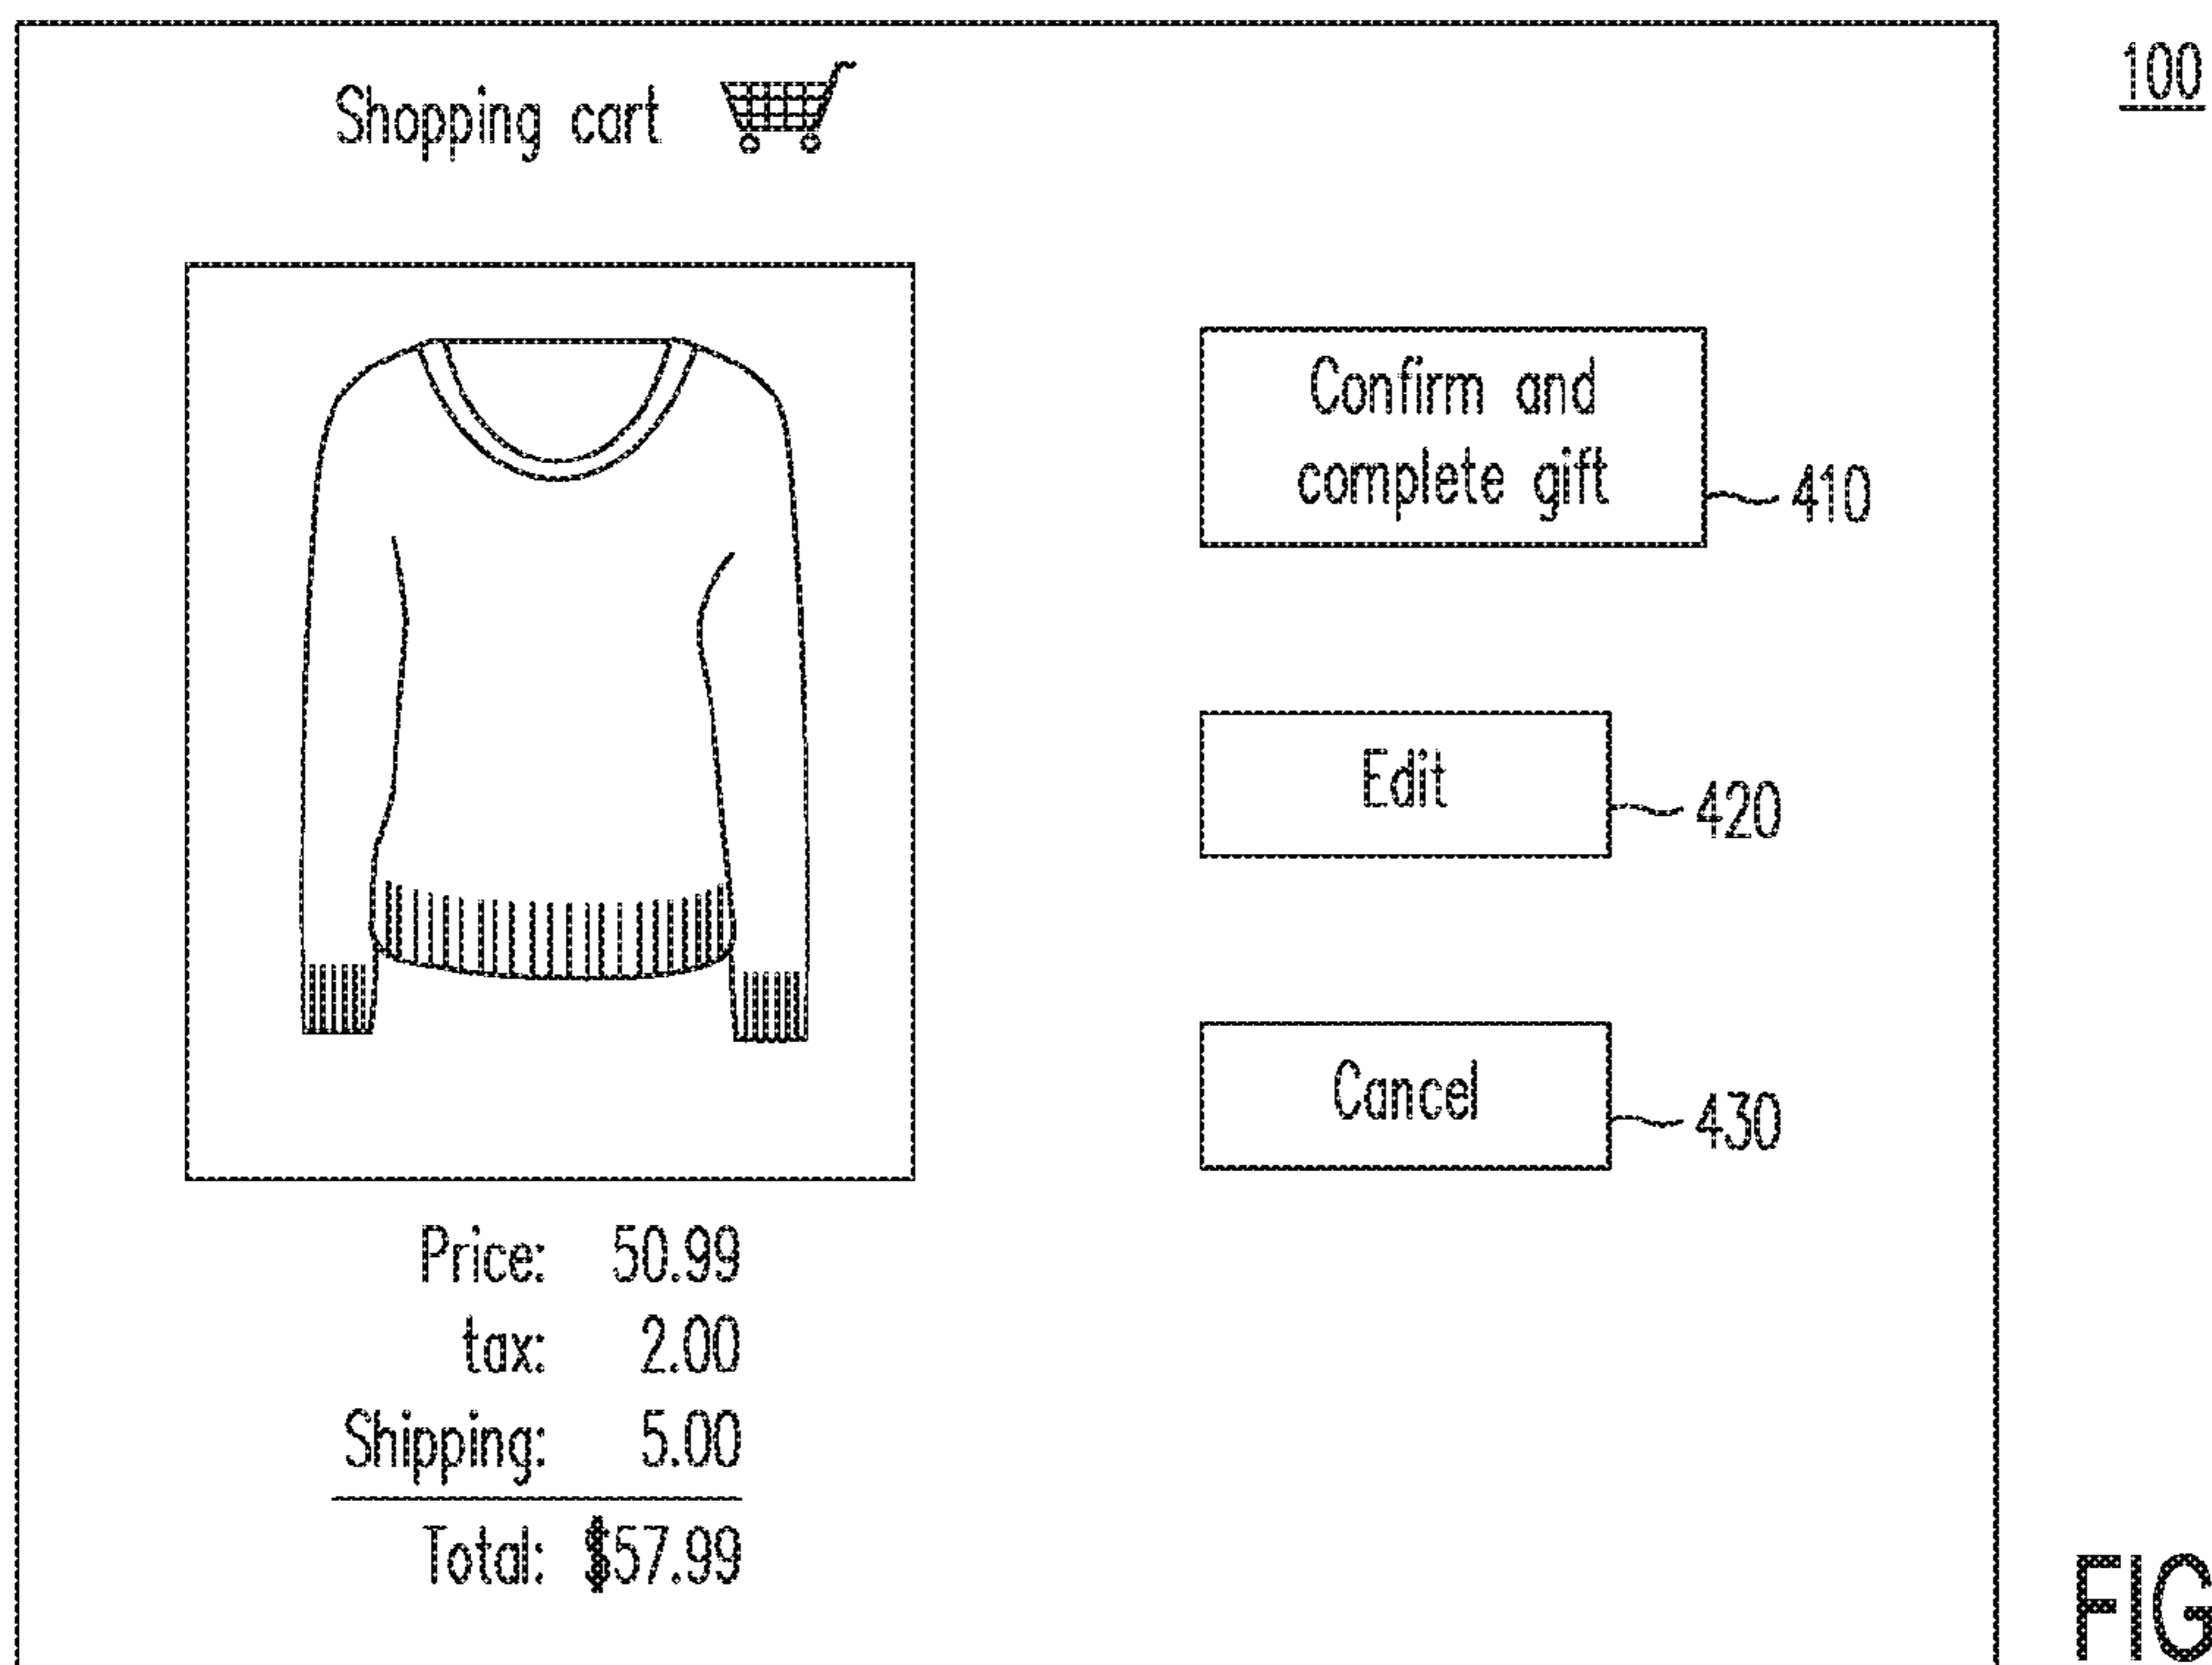 100
Shopping cart
Confirm and
complete gift
410
Edit
420
Cancel
430
Price: 50.99
tax: 2.00
Shipping: 5.00
Total: $57.99
FIG